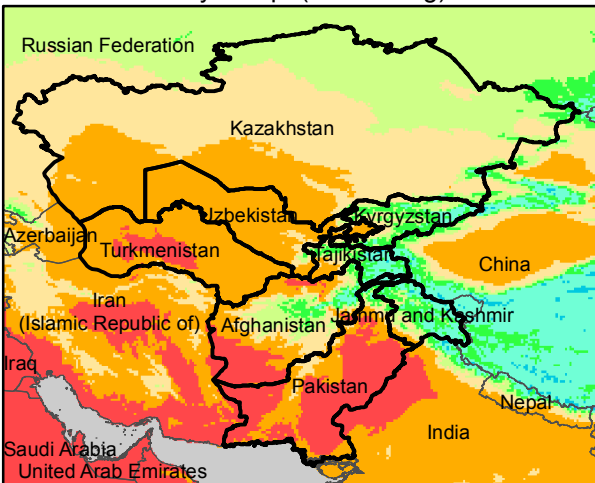 Russian Federation
Kazakhstan
Izbekistan
Kyrgyzstan
Azerbaijan
Turkmenistan
Tajikistan
China
Iran
(Islamic Republic of)
Afghanistan
Jammu and Kashmir
Iraq
Pakistan
Nepal
India
Saudi Arabia
United Arab Emirates